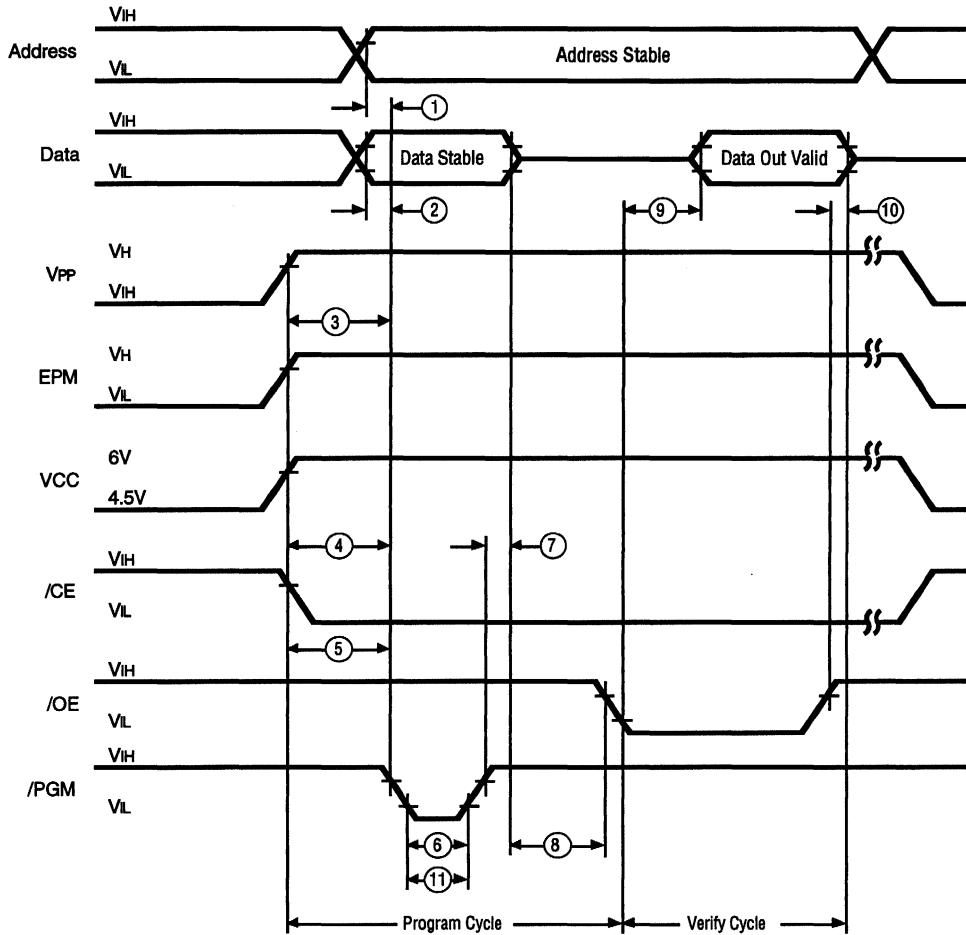 VIH
Address
Address Stable
VIL
1
VIH
Data
Data Stable
Data Out Valid
VIL
2
9
10
VH
VPP
VIH
3
VH
EPM
VIL
6V
VCC
4.5V
4
7
VIH
/CE
VIL
5
VIH
/OE
VIL
VIH
/PGM
VIL
6
8
11
Program Cycle
Verify Cycle